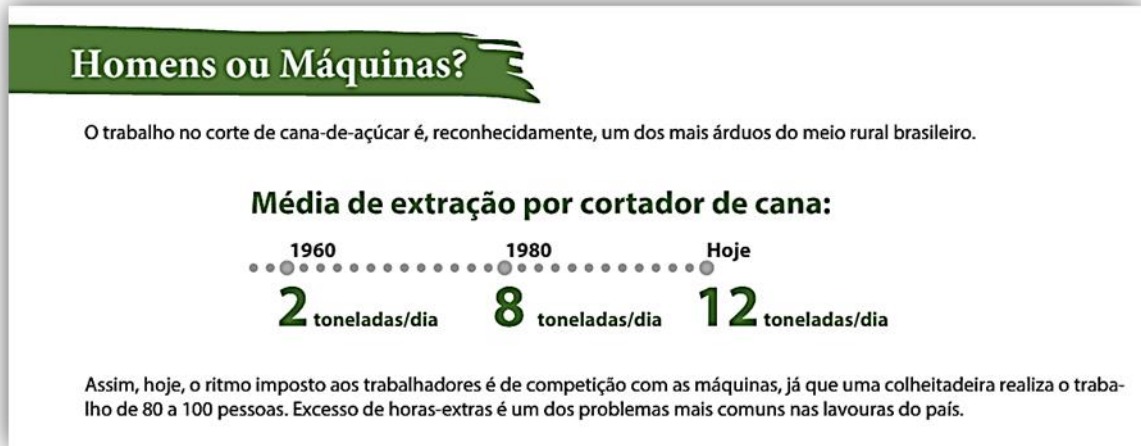 Homens ou Máquinas?
O trabalho no corte de cana-de-açúcar é, reconhecidamente, um dos mais árduos do meio rural brasileiro.
Média de extração por cortador de cana:
1960 1980 Hoje
2 toneladas/dia 8 toneladas/dia 12 toneladas/dia
Assim, hoje, o ritmo imposto aos trabalhadores é de competição com as máquinas, já que uma colheitadeira realiza o traba-
lho de 80 a 100 pessoas. Excesso de horas-extras é um dos problemas mais comuns nas lavouras do país.